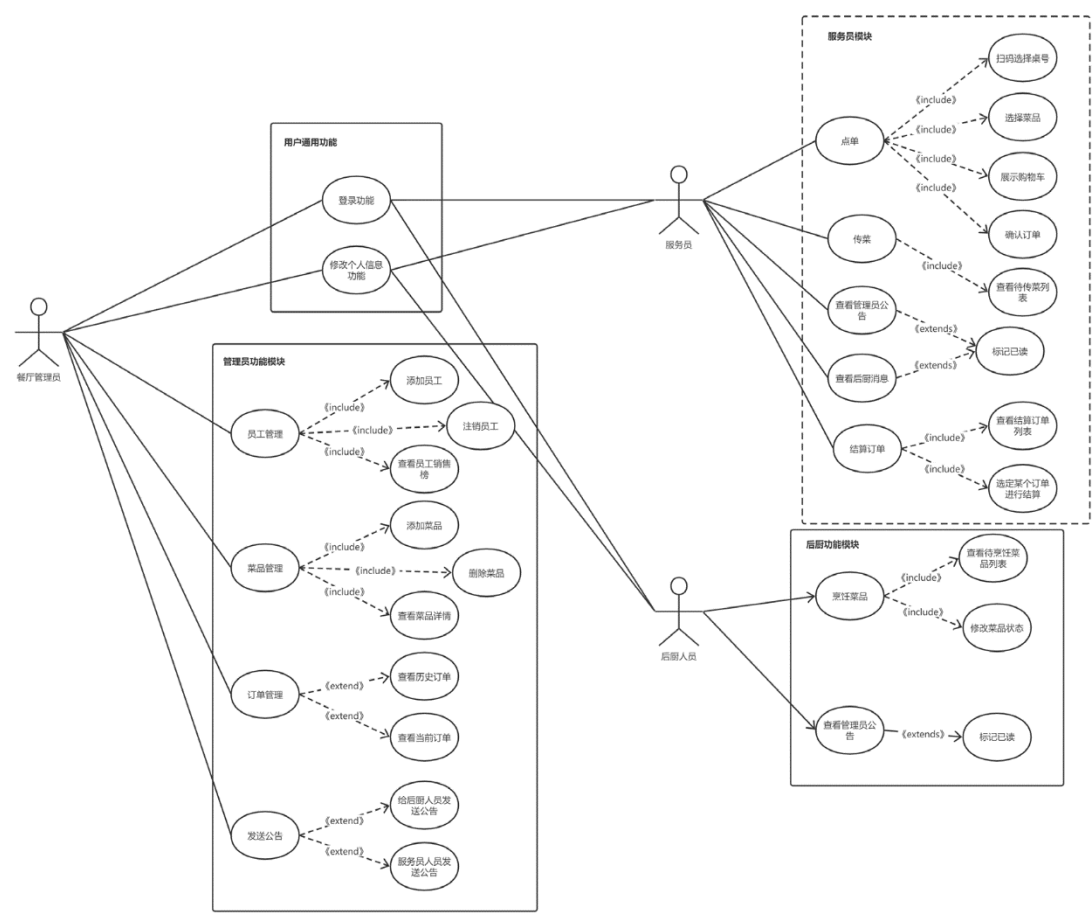 服务员模块
扫码选择桌号
《include》
选择菜品
《include》
点单
《include》
展示购物车
《include》
确认订单
传菜
《include》
查看待传菜列
表
查看管理员公
告
《extends》
标记已读
查看后厨消息
《extends》
查看结算订单
列表
《include》
结算订单
《include》
选定某个订单
进行结算
用户通用功能
登录功能
修改个人信息
功能
服务员
餐厅管理员
管理员功能模块
添加员工
《include》
员工管理
《include》
注销员工
《include》
查看员工销售
榜
添加菜品
《include》
菜品管理
《include》
删除菜品
《include》
查看菜品详情
查看历史订单
《extend》
订单管理
《extend》
查看当前订单
给后厨人员发
送公告
《extend》
发送公告
《extend》
服务员人员发
送公告
后厨人员
后厨功能模块
查看待烹饪菜
品列表
《include》
烹饪菜品
《include》
修改菜品状态
查看管理员公
告
《extends》
标记已读